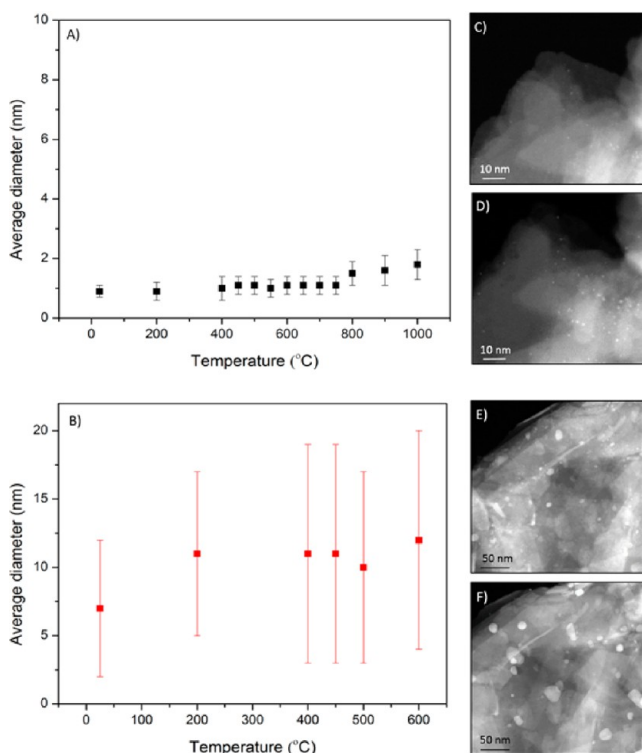 A)
10
8
6
4
2
0
Average diameter (nm)
0 200 400 600 800 1000
Temperature (°C)
C)
10 nm
D)
10 nm
B)
20
15
10
5
0
Average diameter (nm)
0 100 200 300 400 500 600
Temperature (°C)
E)
50 nm
F)
50 nm